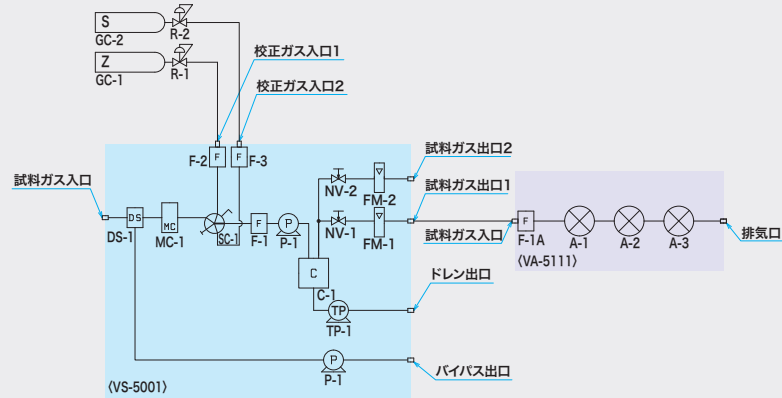 S
GC-2
R-2
Z
GC-1
R-1
校正ガス入口1
校正ガス入口2
F-2
F
F
F-3
試料ガス入口
DS
DS-1
MC
MC-1
SC-1
F
F-1
P
P-1
NV-2
FM-2
試料ガス出口2
NV-1
FM-1
試料ガス出口1
C
C-1
TP
TP-1
ドレン出口
P
P-1
バイパス出口
〈VS-5001〉
試料ガス入口
F
F-1A
A-1
A-2
A-3
排気口
〈VA-5111〉